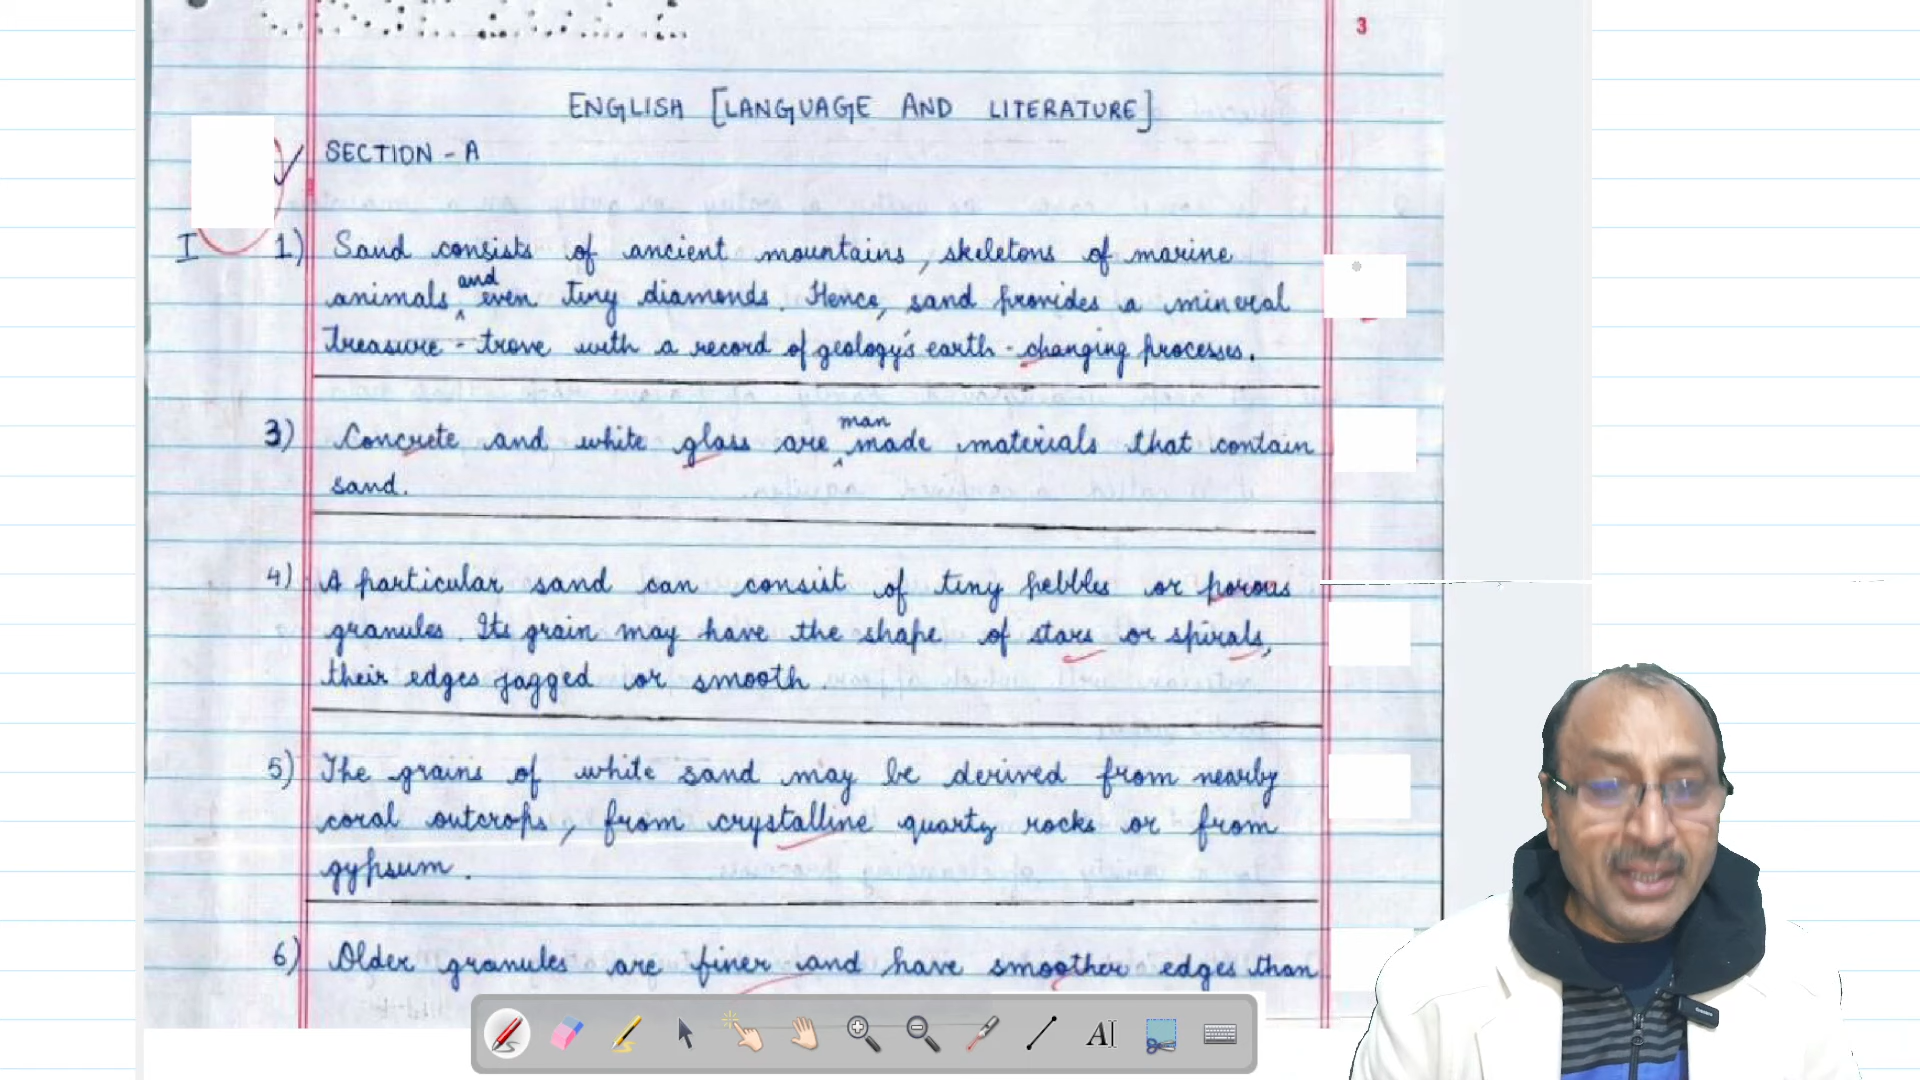 3
ENGLISH [LANGUAGE AND LITERATURE]
SECTION - A
I 1) Sand consists of ancient mountains, skeletons of marine
animals and even tiny diamonds. Hence, sand provides a mineral
treasure - trove with a record of geology's earth - changing processes.
3) Concrete and white glass are man made materials that contain
sand.
4) A particular sand can consist of tiny pebbles or porous
granules. Its grain may have the shape of stars or spirals,
their edges jagged or smooth.
5) The grains of white sand may be derived from nearby
coral outcrops, from crystalline quartz rocks or from
gypsum.
6) Older granules are finer and have smoother edges than